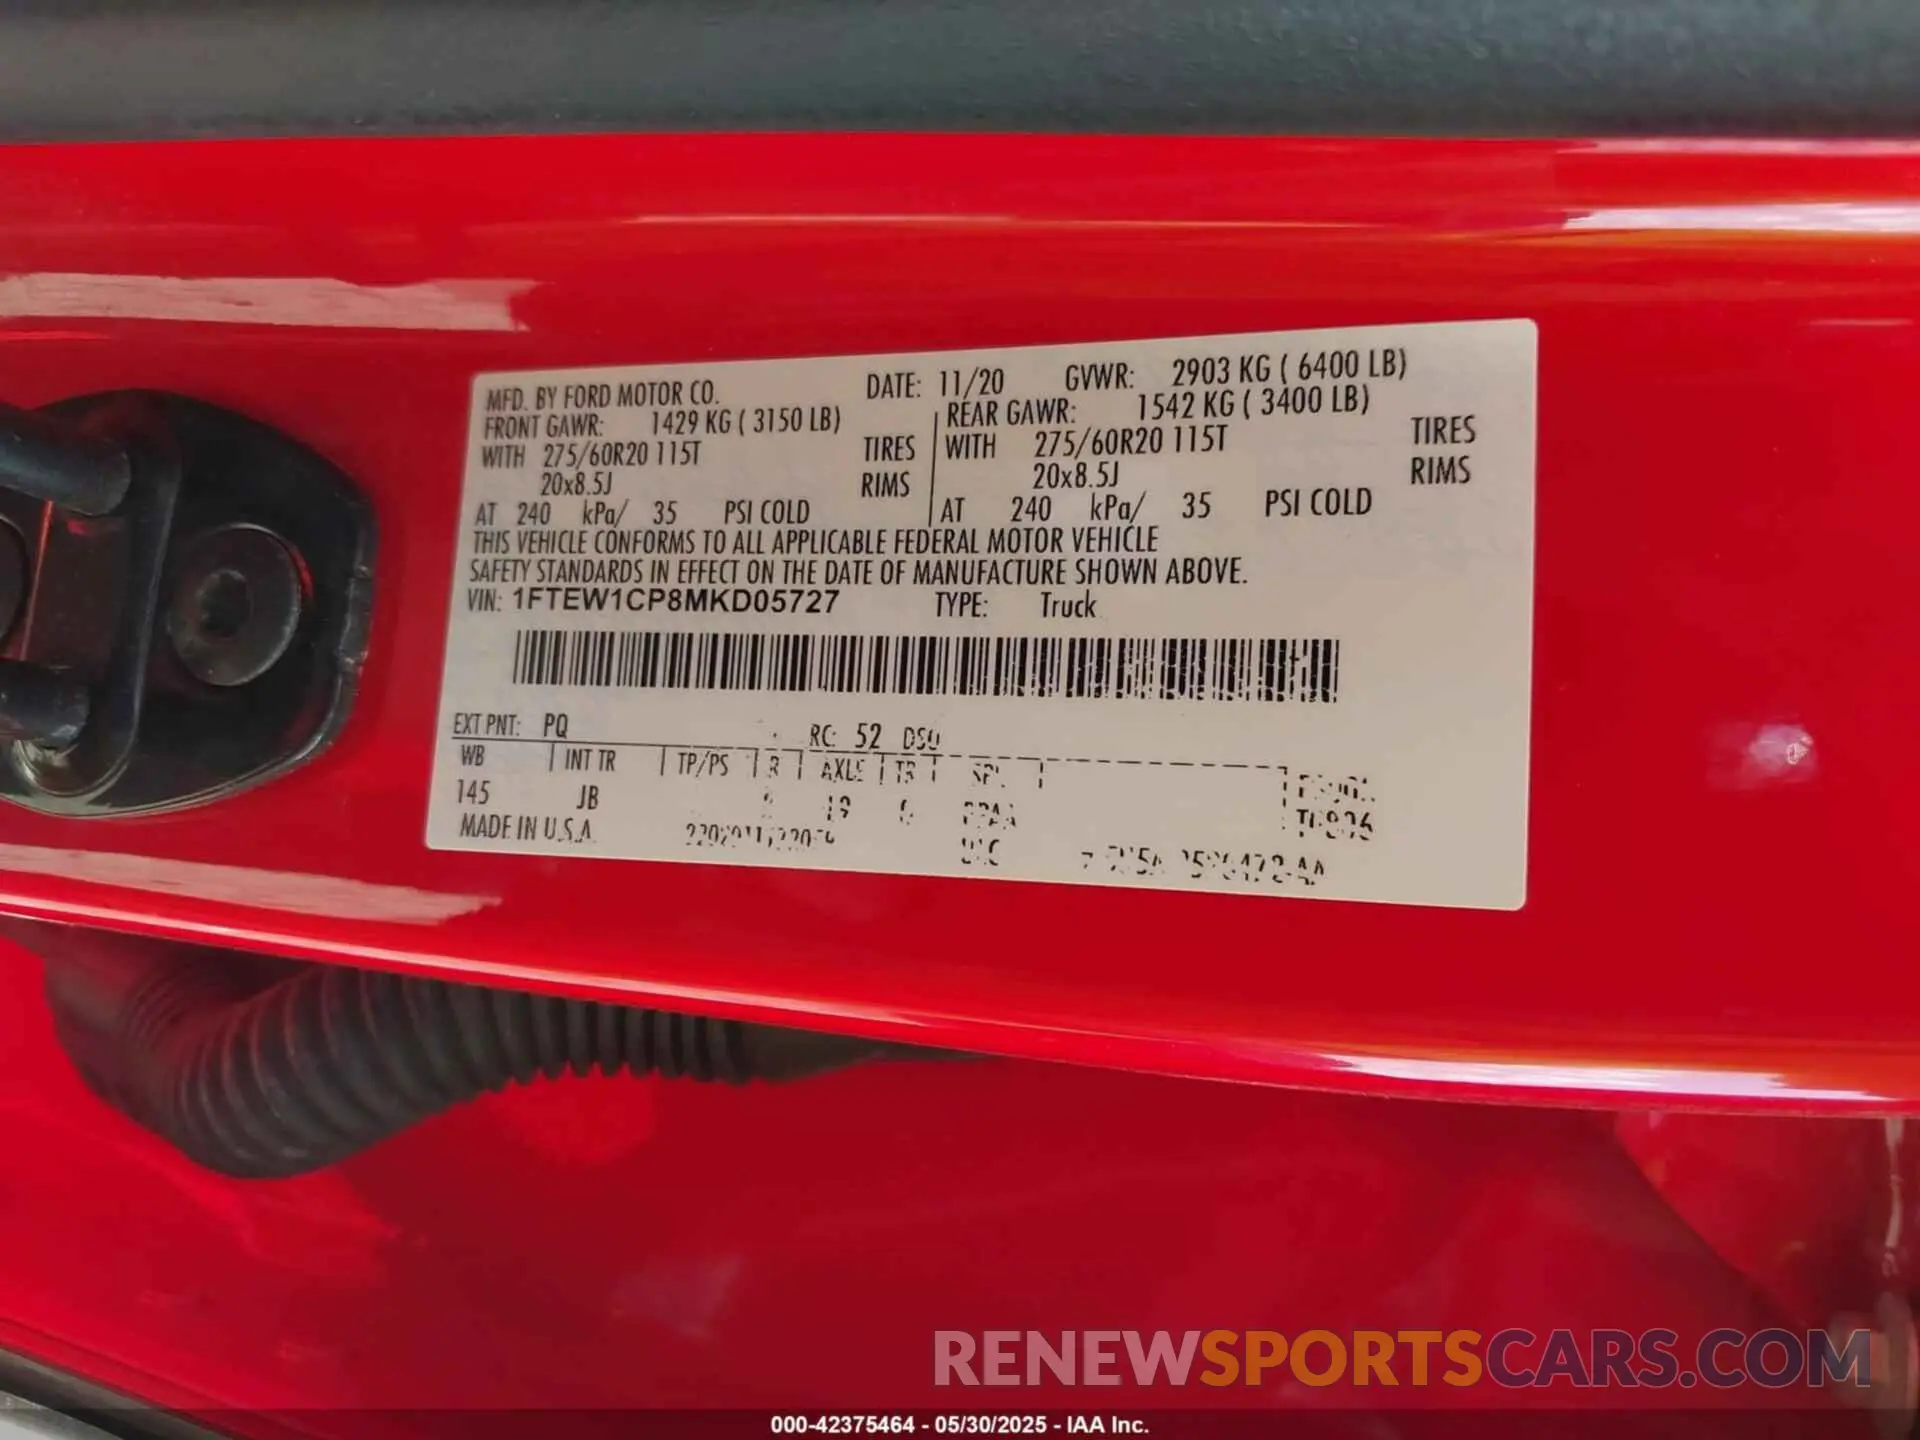 MFD. BY FORD MOTOR CO. DATE: 11/20 GVWR: 2903 KG ( 6400 LB)
FRONT GAWR: 1429 KG ( 3150 LB) REAR GAWR: 1542 KG ( 3400 LB)
WITH 275/60R20 115T TIRES WITH 275/60R20 115T TIRES
20x8.5J RIMS 20x8.5J RIMS
AT 240 kPa/ 35 PSI COLD AT 240 kPa/ 35 PSI COLD
THIS VEHICLE CONFORMS TO ALL APPLICABLE FEDERAL MOTOR VEHICLE
SAFETY STANDARDS IN EFFECT ON THE DATE OF MANUFACTURE SHOWN ABOVE.
VIN: 1FTEW1CP8MKD05727 TYPE: Truck
EXT PNT: PQ RC: 52 DSO
WB INT TR TP/PS R AXLE TR SPR
145 JB 19
MADE IN U.S.A.
RENEWSPORTSCARS.COM
000-42375464 - 05/30/2025 - IAA Inc.